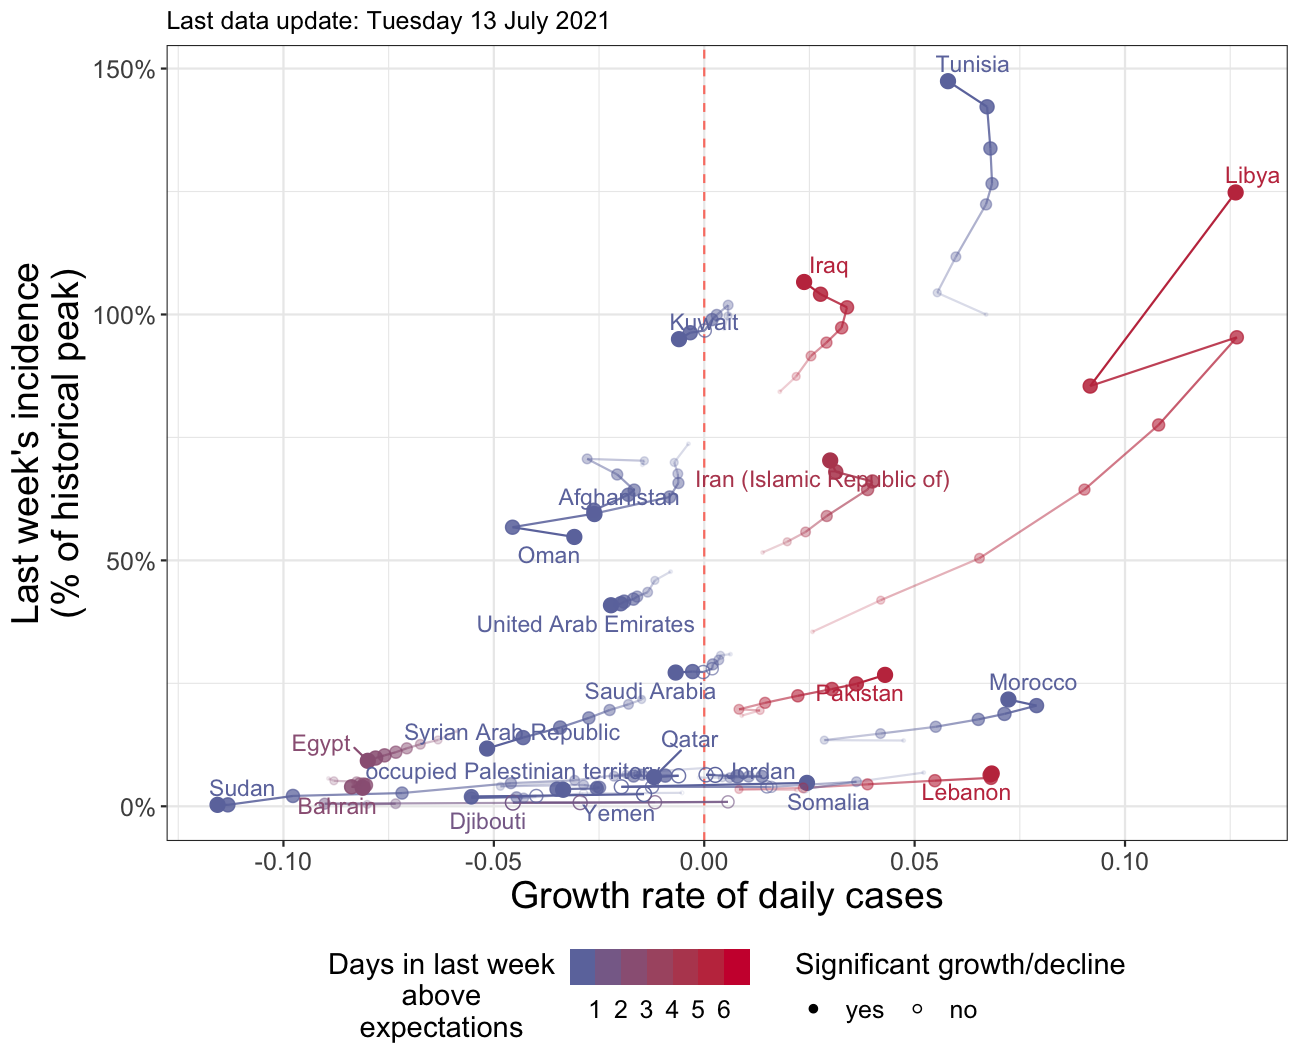 Last data update: Tuesday 13 July 2021
Last week's incidence
(% of historical peak)
150%
100%
50%
0%
Tunisia
Libya
Iraq
Kuwait
Iran (Islamic Republic of)
Afghanistan
Oman
United Arab Emirates
Saudi Arabia
Pakistan
Morocco
Syrian Arab Republic
Egypt
Qatar
occupied Palestinian territory
Jordan
Sudan
Bahrain
Somalia
Lebanon
Djibouti
Yemen
-0.10
-0.05
0.00
0.05
0.10
Growth rate of daily cases
Days in last week
above
expectations
1 2 3 4 5 6
Significant growth/decline
yes
no